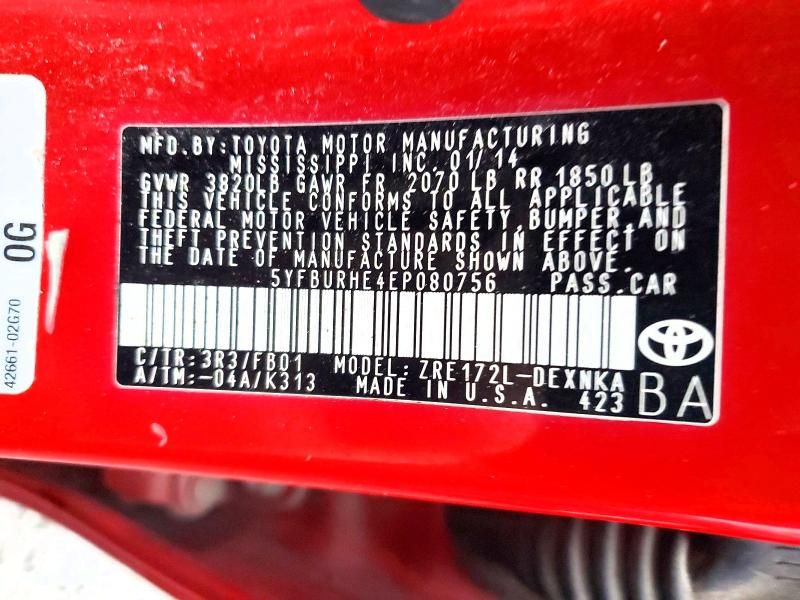 MFD. BY: TOYOTA MOTOR MANUFACTURING
MISSISSIPPI INC. 01/14
GVWR 3820LB GAWR FR 2070 LB RR 1850 LB
THIS VEHICLE CONFORMS TO ALL APPLICABLE
FEDERAL MOTOR VEHICLE SAFETY, BUMPER, AND
THEFT PREVENTION STANDARDS IN EFFECT ON
THE DATE OF MANUFACTURE SHOWN ABOVE.
5YFBURHE4EP080756 PASS. CAR
C/TR: 3R3/FB01 MODEL: ZRE172L-DEXNKA
A/TM: -04A/K313 MADE IN U.S.A. 423 BA
0G
42661-02G70